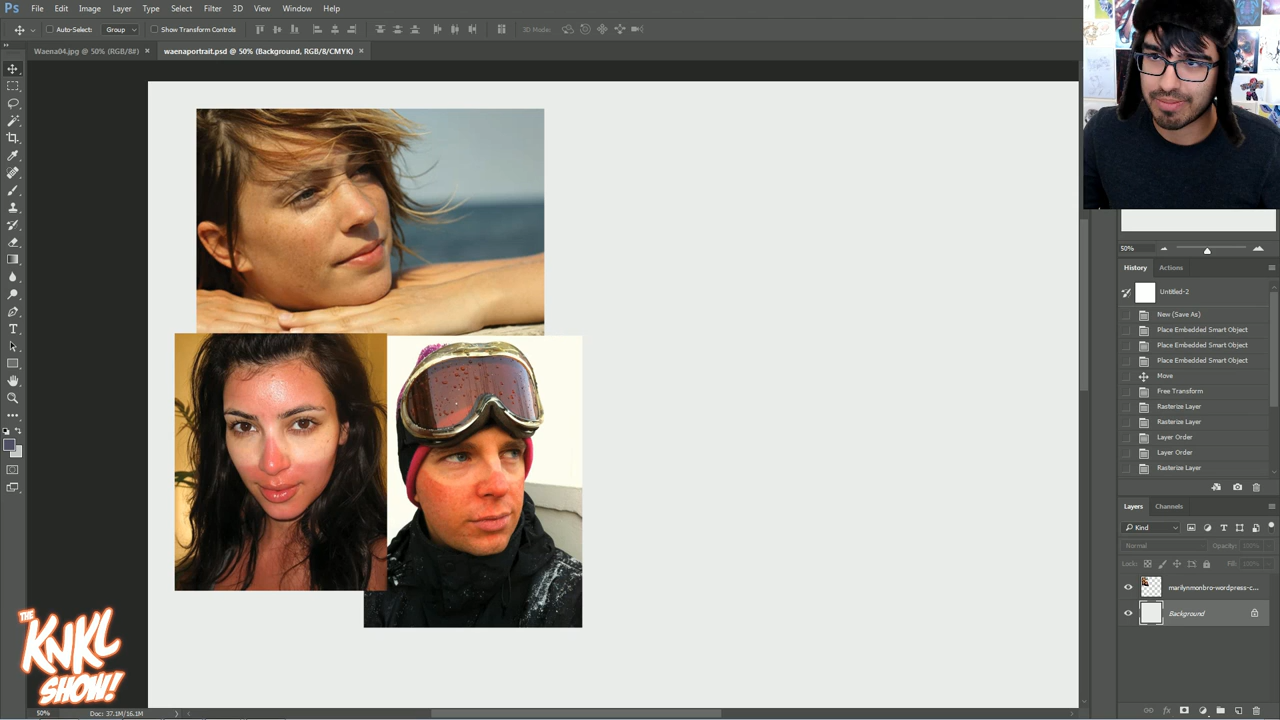 Ps File Edit Image Layer Type Select Filter 3D View Window Help
Auto-Select: Group Show Transform Controls 3D Mode:
Waena04.jpg @ 50% (RGB/8#) × waenaportrait.psd @ 50% (Background, RGB/8/CMYK) ×
50%
History Actions
Untitled-2
New (Save As)
Place Embedded Smart Object
Place Embedded Smart Object
Place Embedded Smart Object
Move
Free Transform
Rasterize Layer
Rasterize Layer
Layer Order
Layer Order
Rasterize Layer
Layers Channels
Kind
Normal Opacity: 100%
Lock: Fill: 100%
marilynmonbro-wordpress-c...
Background
THE
KNKL
SHOW!
50% Doc: 37.1M/16.1M